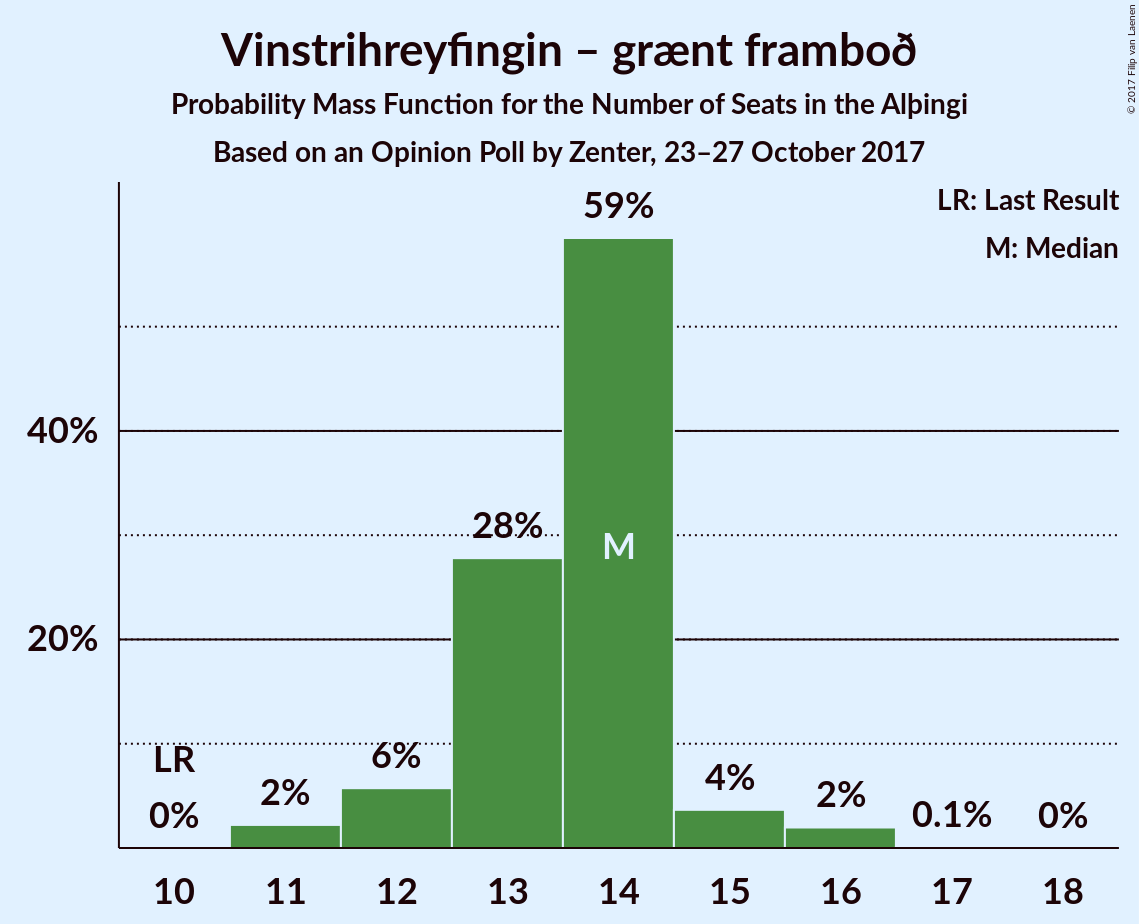 Vinstrihreyfingin – grænt framboð
Probability Mass Function for the Number of Seats in the Alþingi
Based on an Opinion Poll by Zenter, 23–27 October 2017
© 2017 Filip van Laenen
LR: Last Result
M: Median
59%
40%
28%
M
20%
LR
0%
2%
6%
4%
2%
0.1%
0%
10 11 12 13 14 15 16 17 18